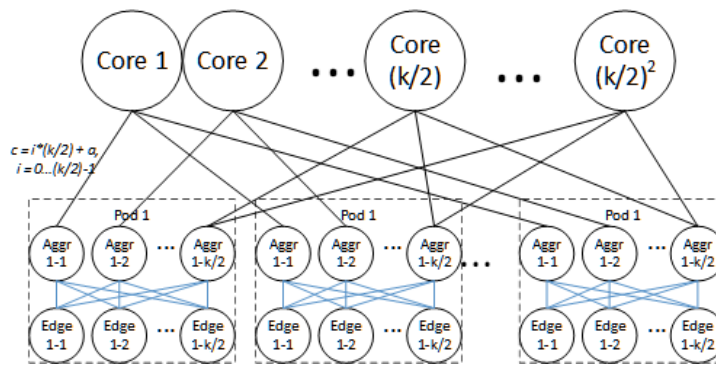 Core 1
Core 2
...
Core
(k/2)
...
Core
(k/2)²
c = i*(k/2) + a,
i = 0...(k/2)-1
Pod 1
Aggr
1-1
Aggr
1-2
...
Aggr
1-k/2
Edge
1-1
Edge
1-2
...
Edge
1-k/2
Pod 1
Aggr
1-1
Aggr
1-2
...
Aggr
1-k/2
Edge
1-1
Edge
1-2
...
Edge
1-k/2
...
Pod 1
Aggr
1-1
Aggr
1-2
...
Aggr
1-k/2
Edge
1-1
Edge
1-2
...
Edge
1-k/2